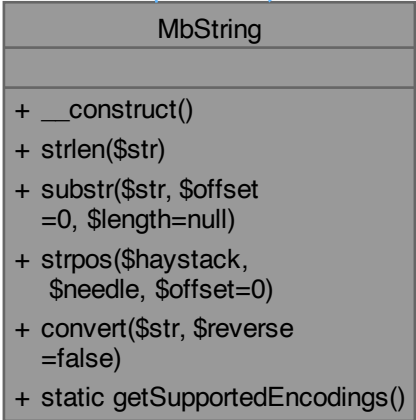 MbString
+ __construct()
+ strlen($str)
+ substr($str, $offset
=0, $length=null)
+ strpos($haystack,
$needle, $offset=0)
+ convert($str, $reverse
=false)
+ static getSupportedEncodings()